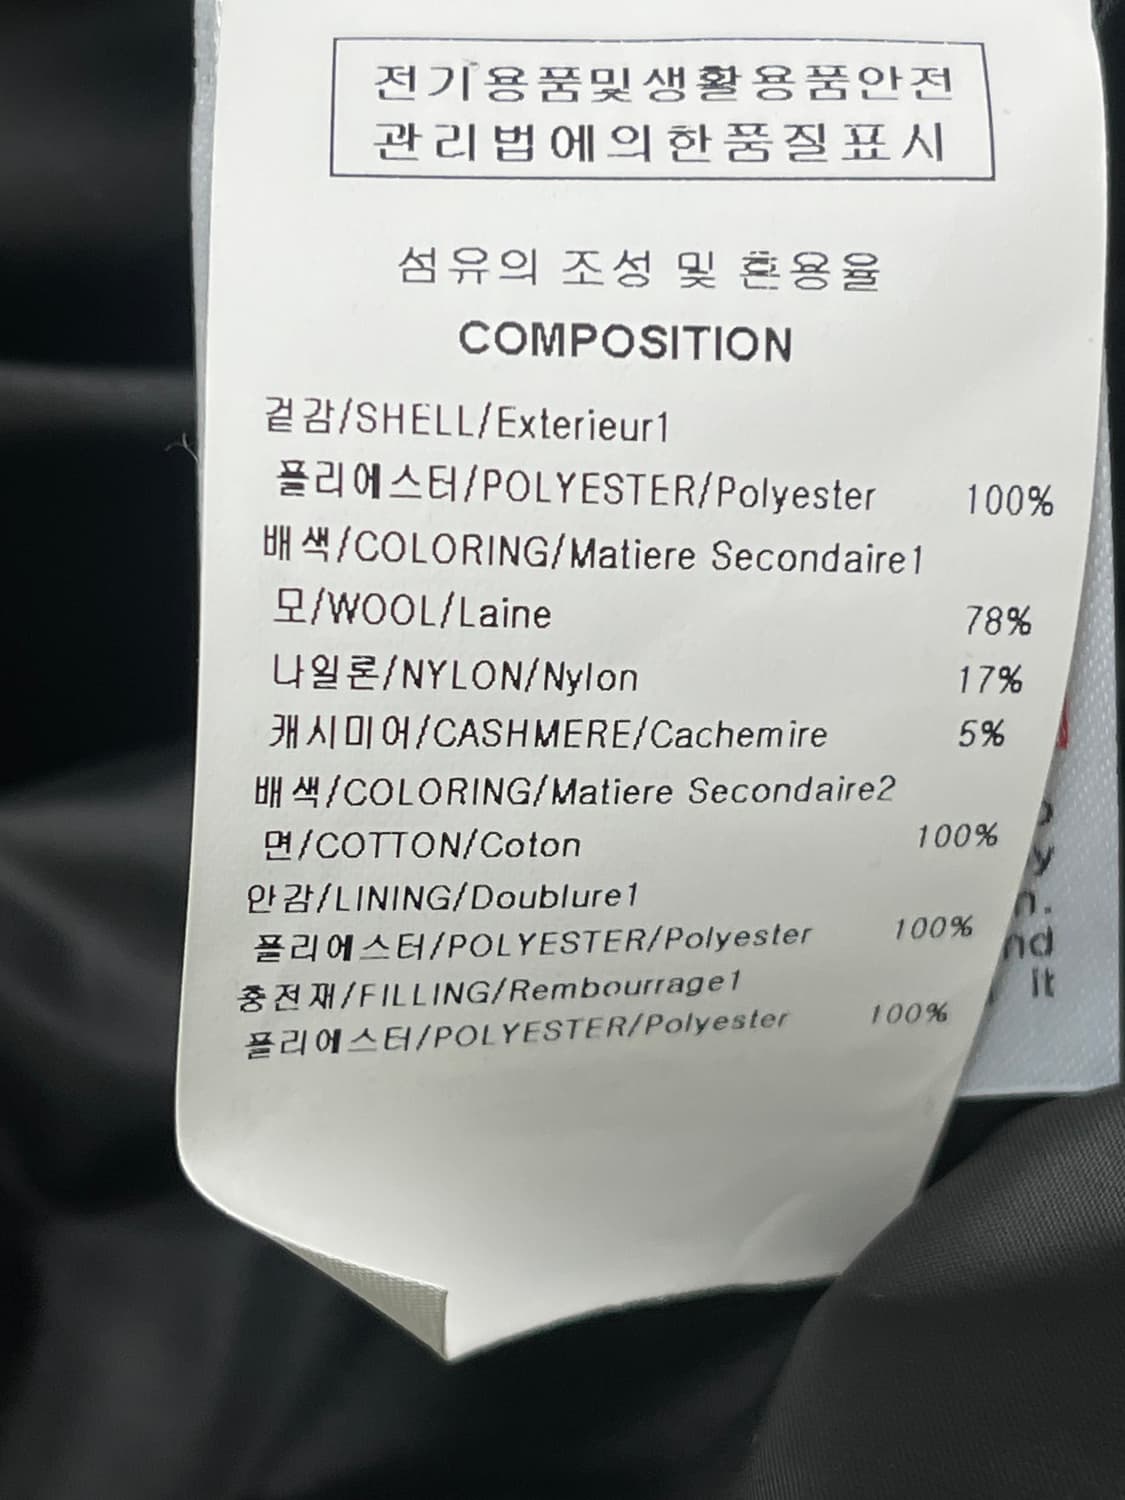 전기용품및생활용품안전
관리법에의한품질표시
섬유의 조성 및 혼용율
COMPOSITION
겉감/SHELL/Exterieur1
폴리에스터/POLYESTER/Polyester 100%
배색/COLORING/Matiere Secondaire1
모/WOOL/Laine 78%
나일론/NYLON/Nylon 17%
캐시미어/CASHMERE/Cachemire 5%
배색/COLORING/Matiere Secondaire2
면/COTTON/Coton 100%
안감/LINING/Doublure1
폴리에스터/POLYESTER/Polyester 100%
충전재/FILLING/Rembourrage1
폴리에스터/POLYESTER/Polyester 100%